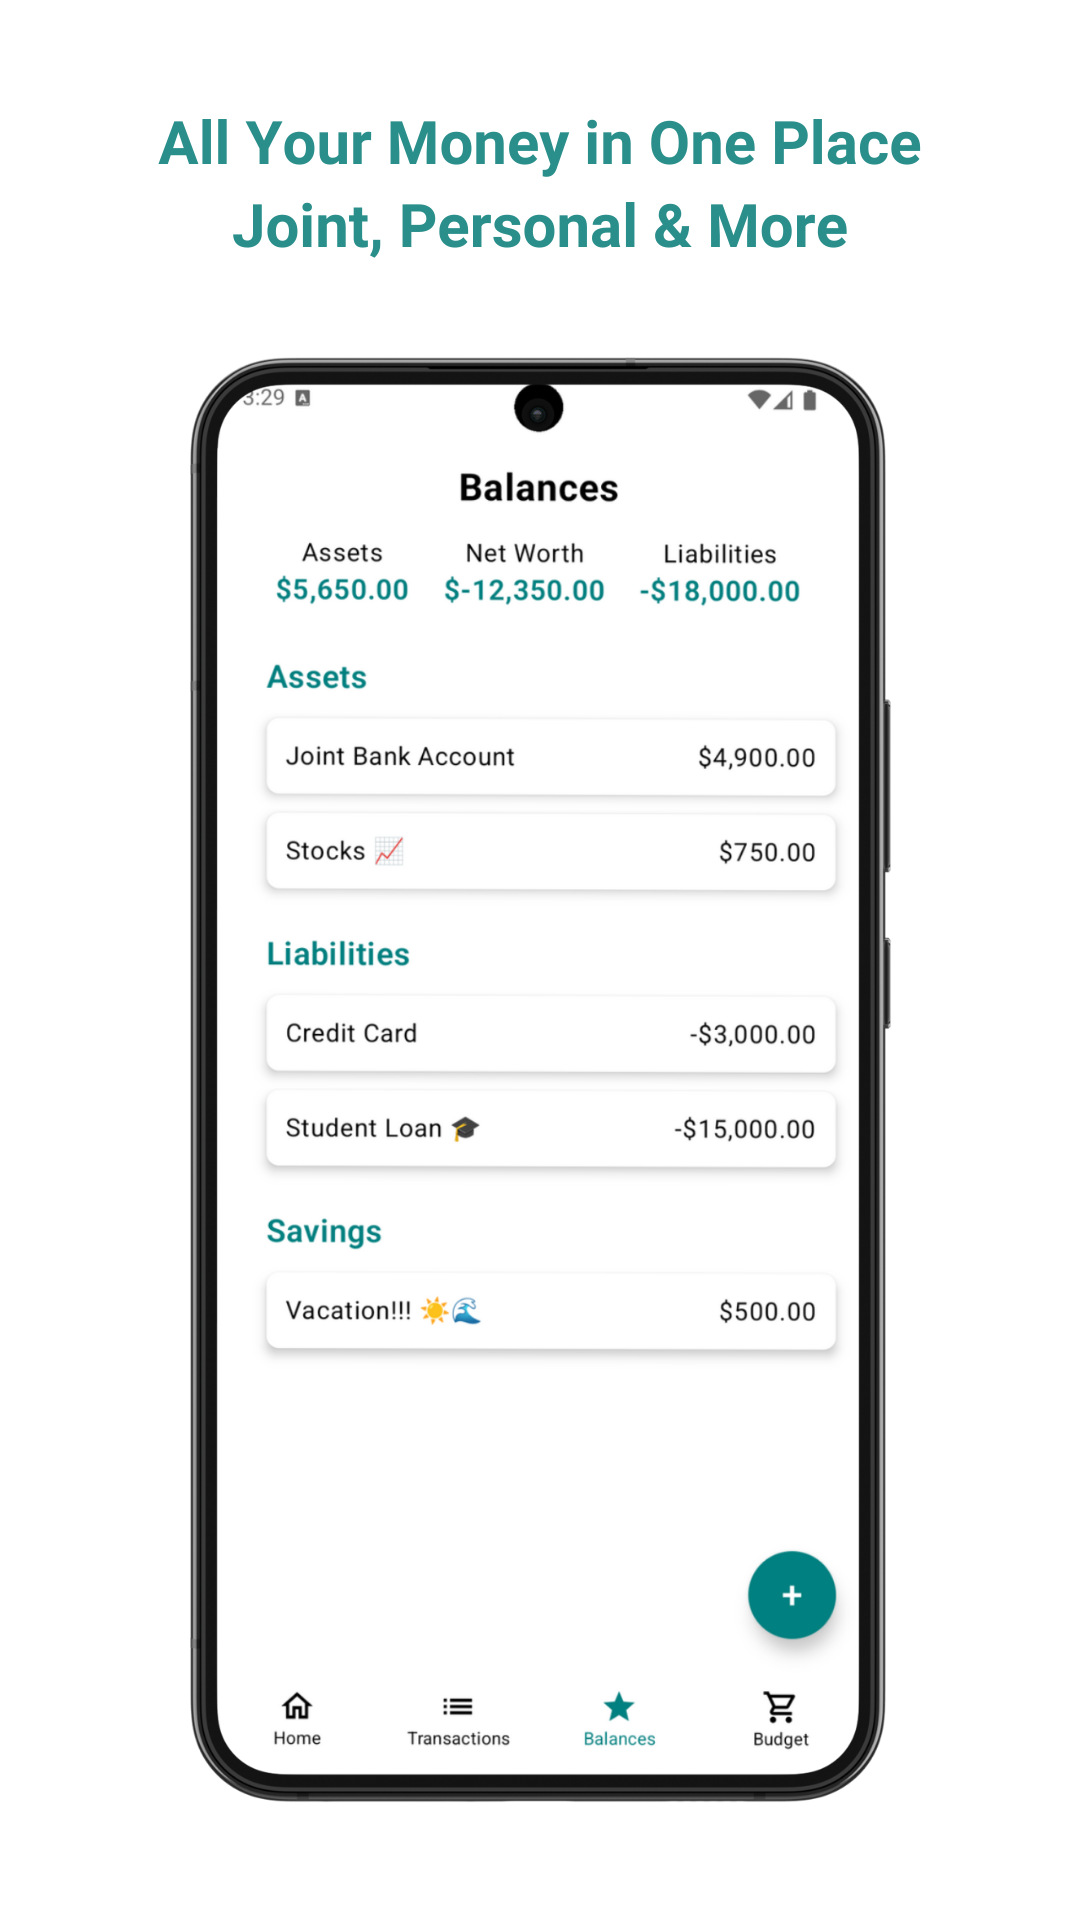 All Your Money in One Place
Joint, Personal & More
3:29
Balances
Assets Net Worth Liabilities
$5,650.00 $-12,350.00 -$18,000.00
Assets
Joint Bank Account $4,900.00
Stocks 📈 $750.00
Liabilities
Credit Card -$3,000.00
Student Loan 🎓 -$15,000.00
Savings
Vacation!!! ☀️🌊 $500.00
+
Home Transactions Balances Budget